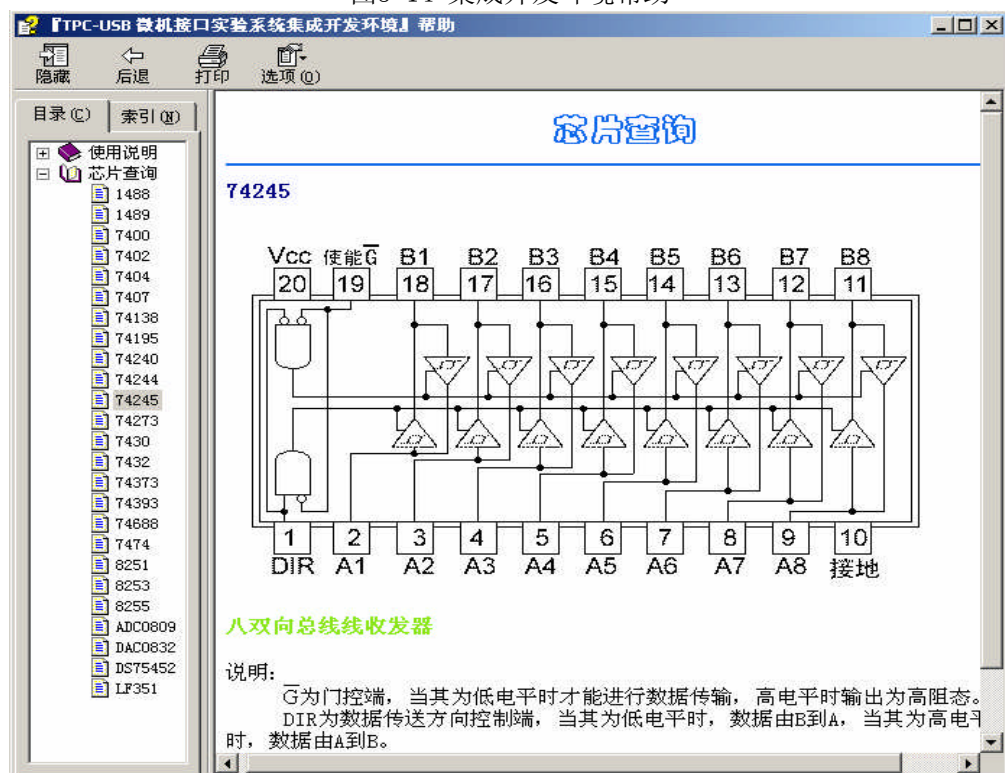 『TPC-USB 微机接口实验系统集成开发环境』帮助
隐藏 后退 打印 选项(O)
目录(C) 索引(N)
使用说明
芯片查询
1488
1489
7400
7402
7404
7407
74138
74195
74240
74244
74245
74273
7430
7432
74373
74393
74688
7474
8251
8253
8255
ADC0809
DAC0832
DS75452
LF351
芯片查询
74245
Vcc 使能G̅ B1 B2 B3 B4 B5 B6 B7 B8
20 19 18 17 16 15 14 13 12 11
1 2 3 4 5 6 7 8 9 10
DIR A1 A2 A3 A4 A5 A6 A7 A8 接地
八双向总线线收发器
说明:
G̅为门控端，当其为低电平时才能进行数据传输，高电平时输出为高阻态。
DIR为数据传送方向控制端，当其为低电平时，数据由B到A，当其为高电平
时，数据由A到B。